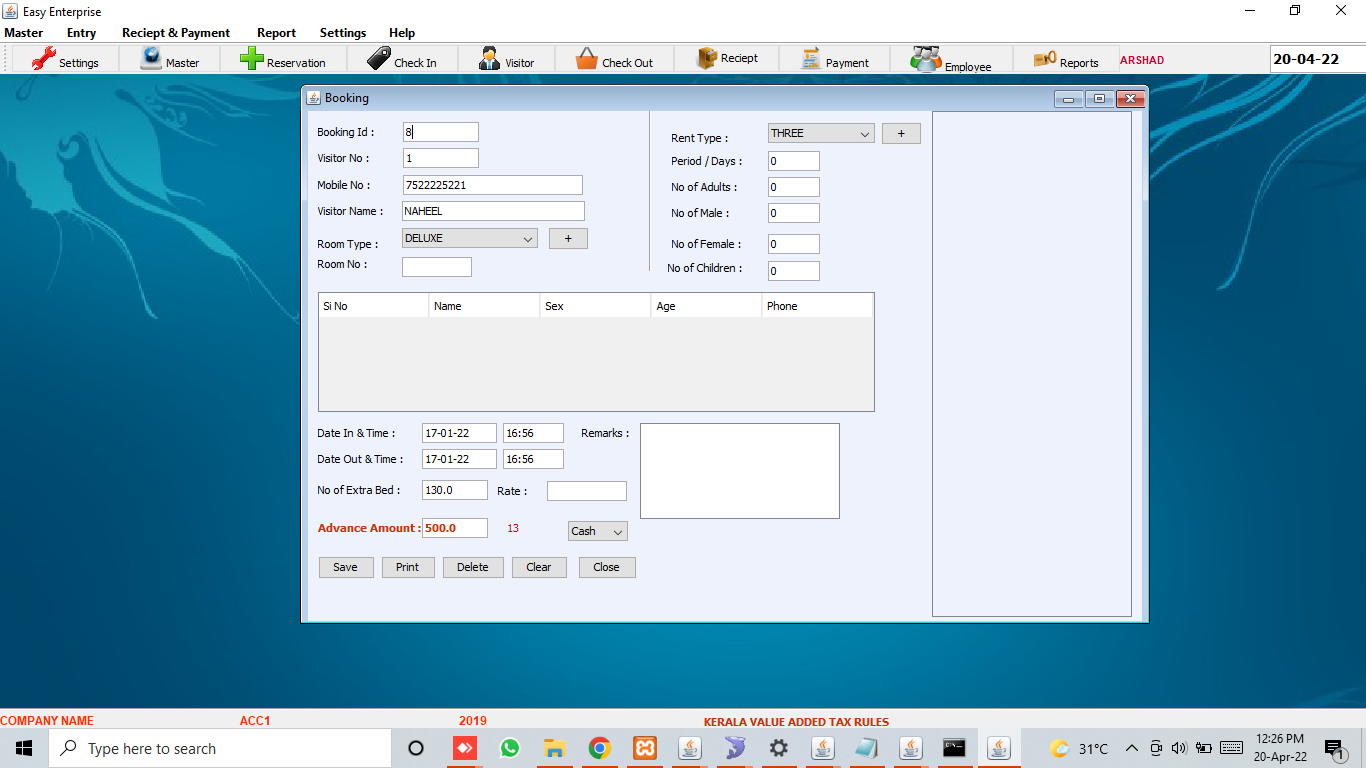 Easy Enterprise
Master Entry Reciept & Payment Report Settings Help
Settings Master Reservation Check In Visitor Check Out Reciept Payment Employee Reports ARSHAD 20-04-22
Booking
Booking Id : 8
Visitor No : 1
Mobile No : 7522225221
Visitor Name : NAHEEL
Room Type : DELUXE +
Room No :
Rent Type : THREE +
Period / Days : 0
No of Adults : 0
No of Male : 0
No of Female : 0
No of Children : 0
Si No Name Sex Age Phone
Date In & Time : 17-01-22 16:56 Remarks :
Date Out & Time : 17-01-22 16:56
No of Extra Bed : 130.0 Rate :
Advance Amount : 500.0 13 Cash
Save Print Delete Clear Close
COMPANY NAME ACC1 2019 KERALA VALUE ADDED TAX RULES
Type here to search
31°C
12:26 PM
20-Apr-22
1